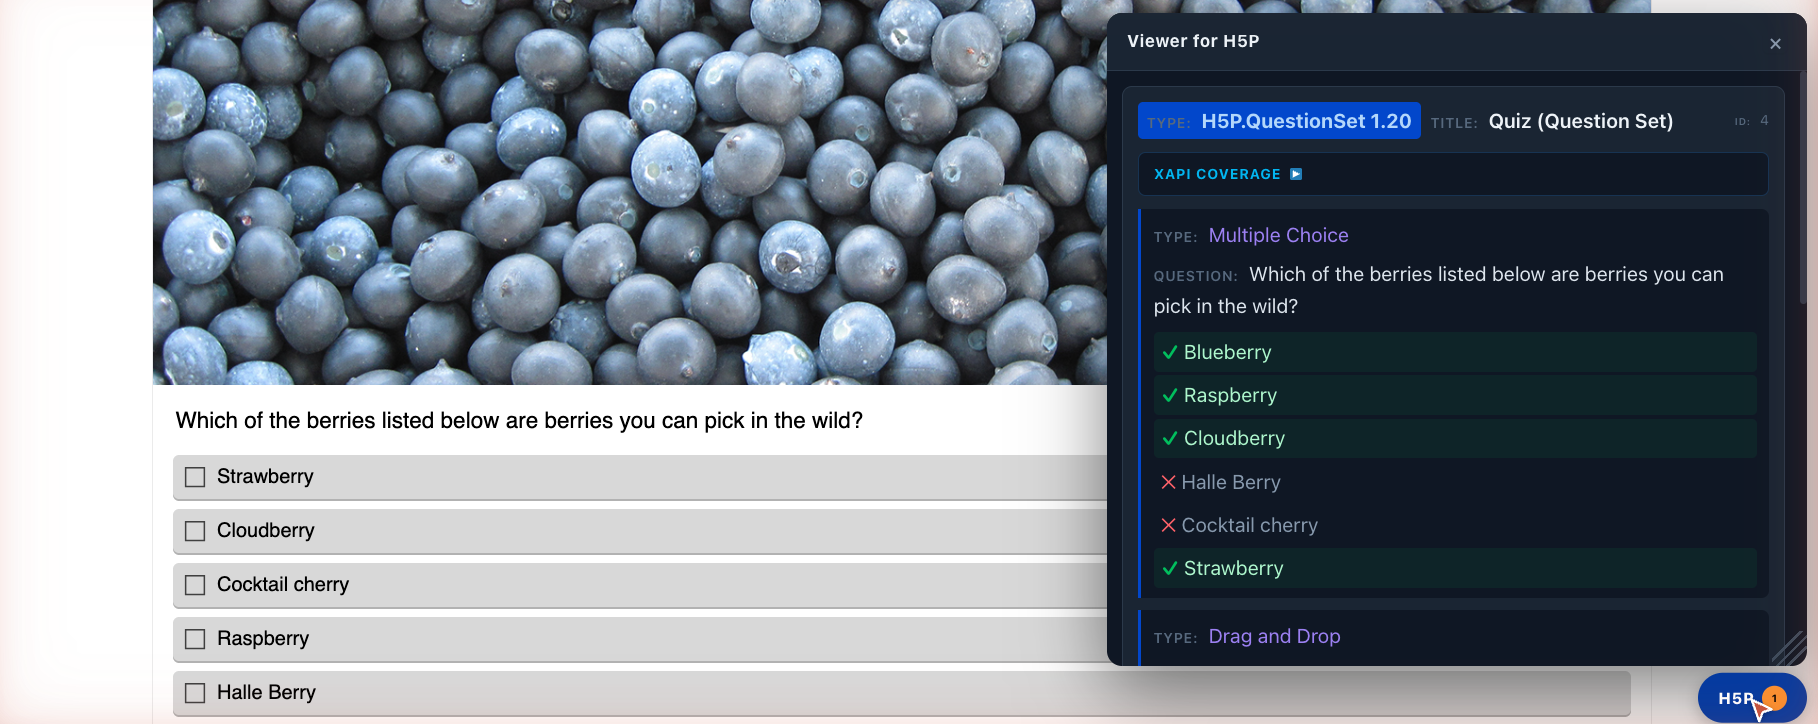 Which of the berries listed below are berries you can pick in the wild?
Strawberry
Cloudberry
Cocktail cherry
Raspberry
Halle Berry
Viewer for H5P
×
TYPE: H5P.QuestionSet 1.20 TITLE: Quiz (Question Set) ID: 4
XAPI COVERAGE
TYPE: Multiple Choice
QUESTION: Which of the berries listed below are berries you can
pick in the wild?
Blueberry
Raspberry
Cloudberry
Halle Berry
Cocktail cherry
Strawberry
TYPE: Drag and Drop
H5P 1